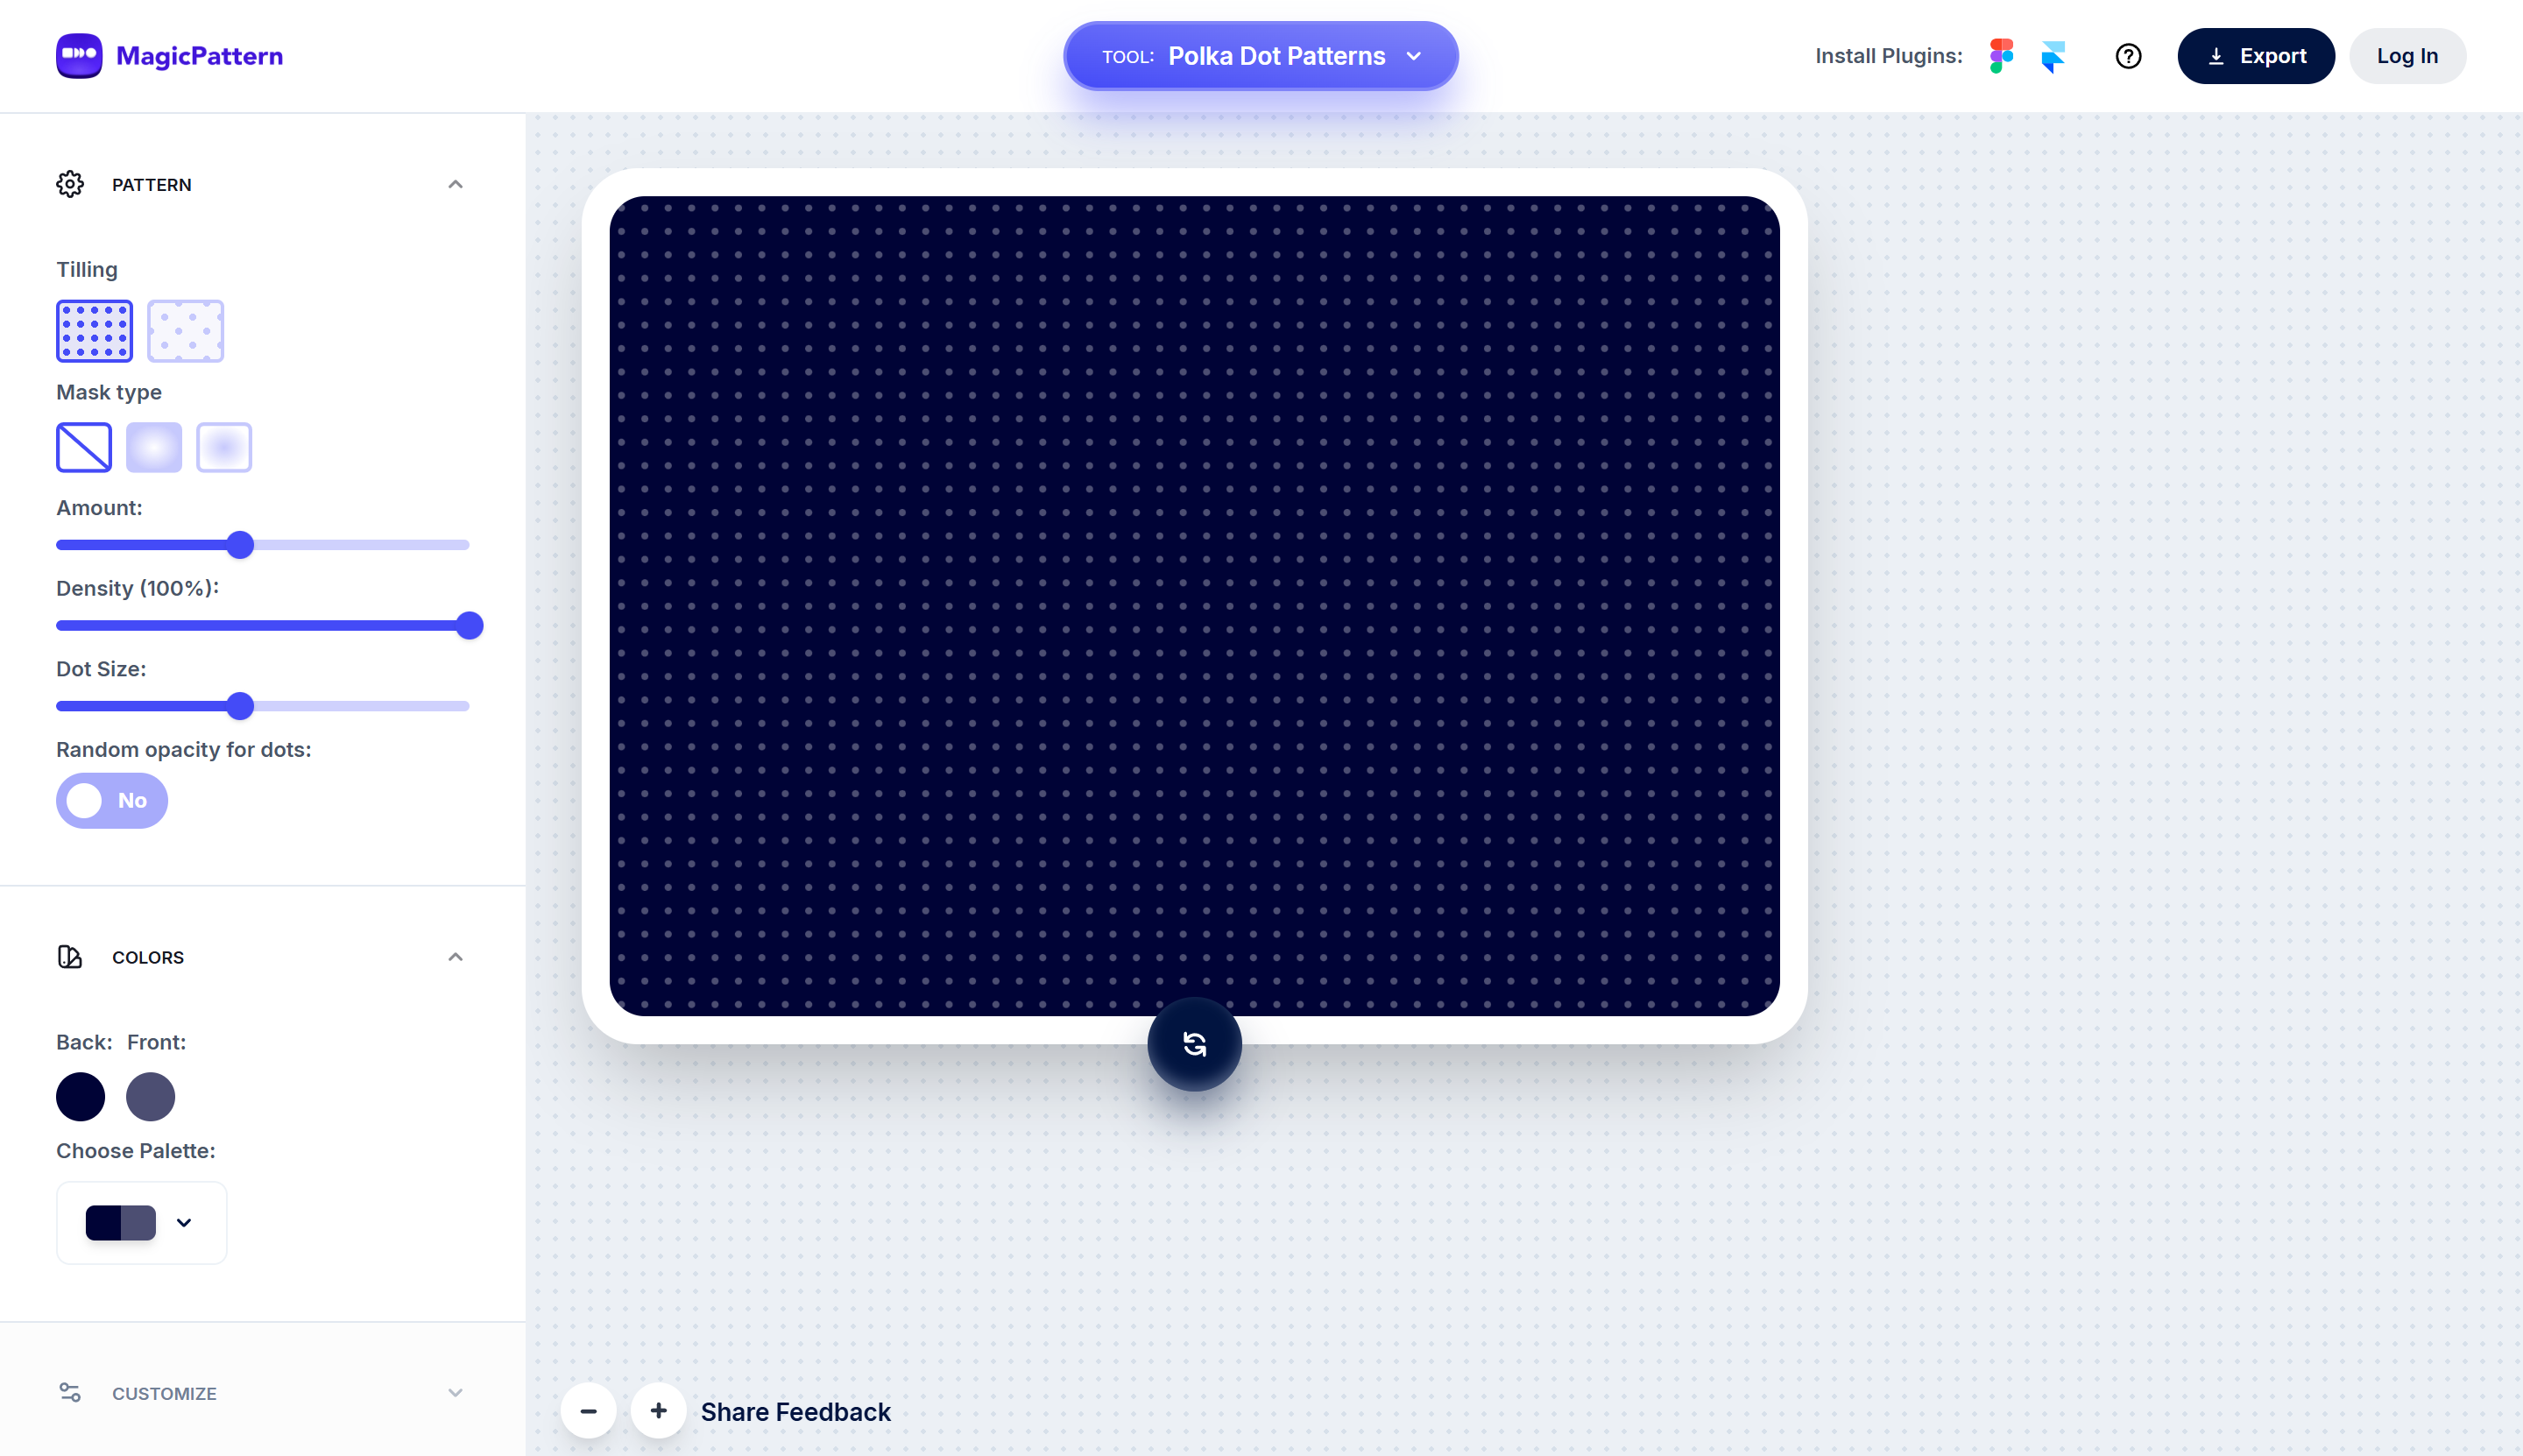 MagicPattern
TOOL: Polka Dot Patterns
Install Plugins:
Export
Log In
PATTERN
Tilling
Mask type
Amount:
Density (100%):
Dot Size:
Random opacity for dots:
No
COLORS
Back: Front:
Choose Palette:
CUSTOMIZE
Share Feedback